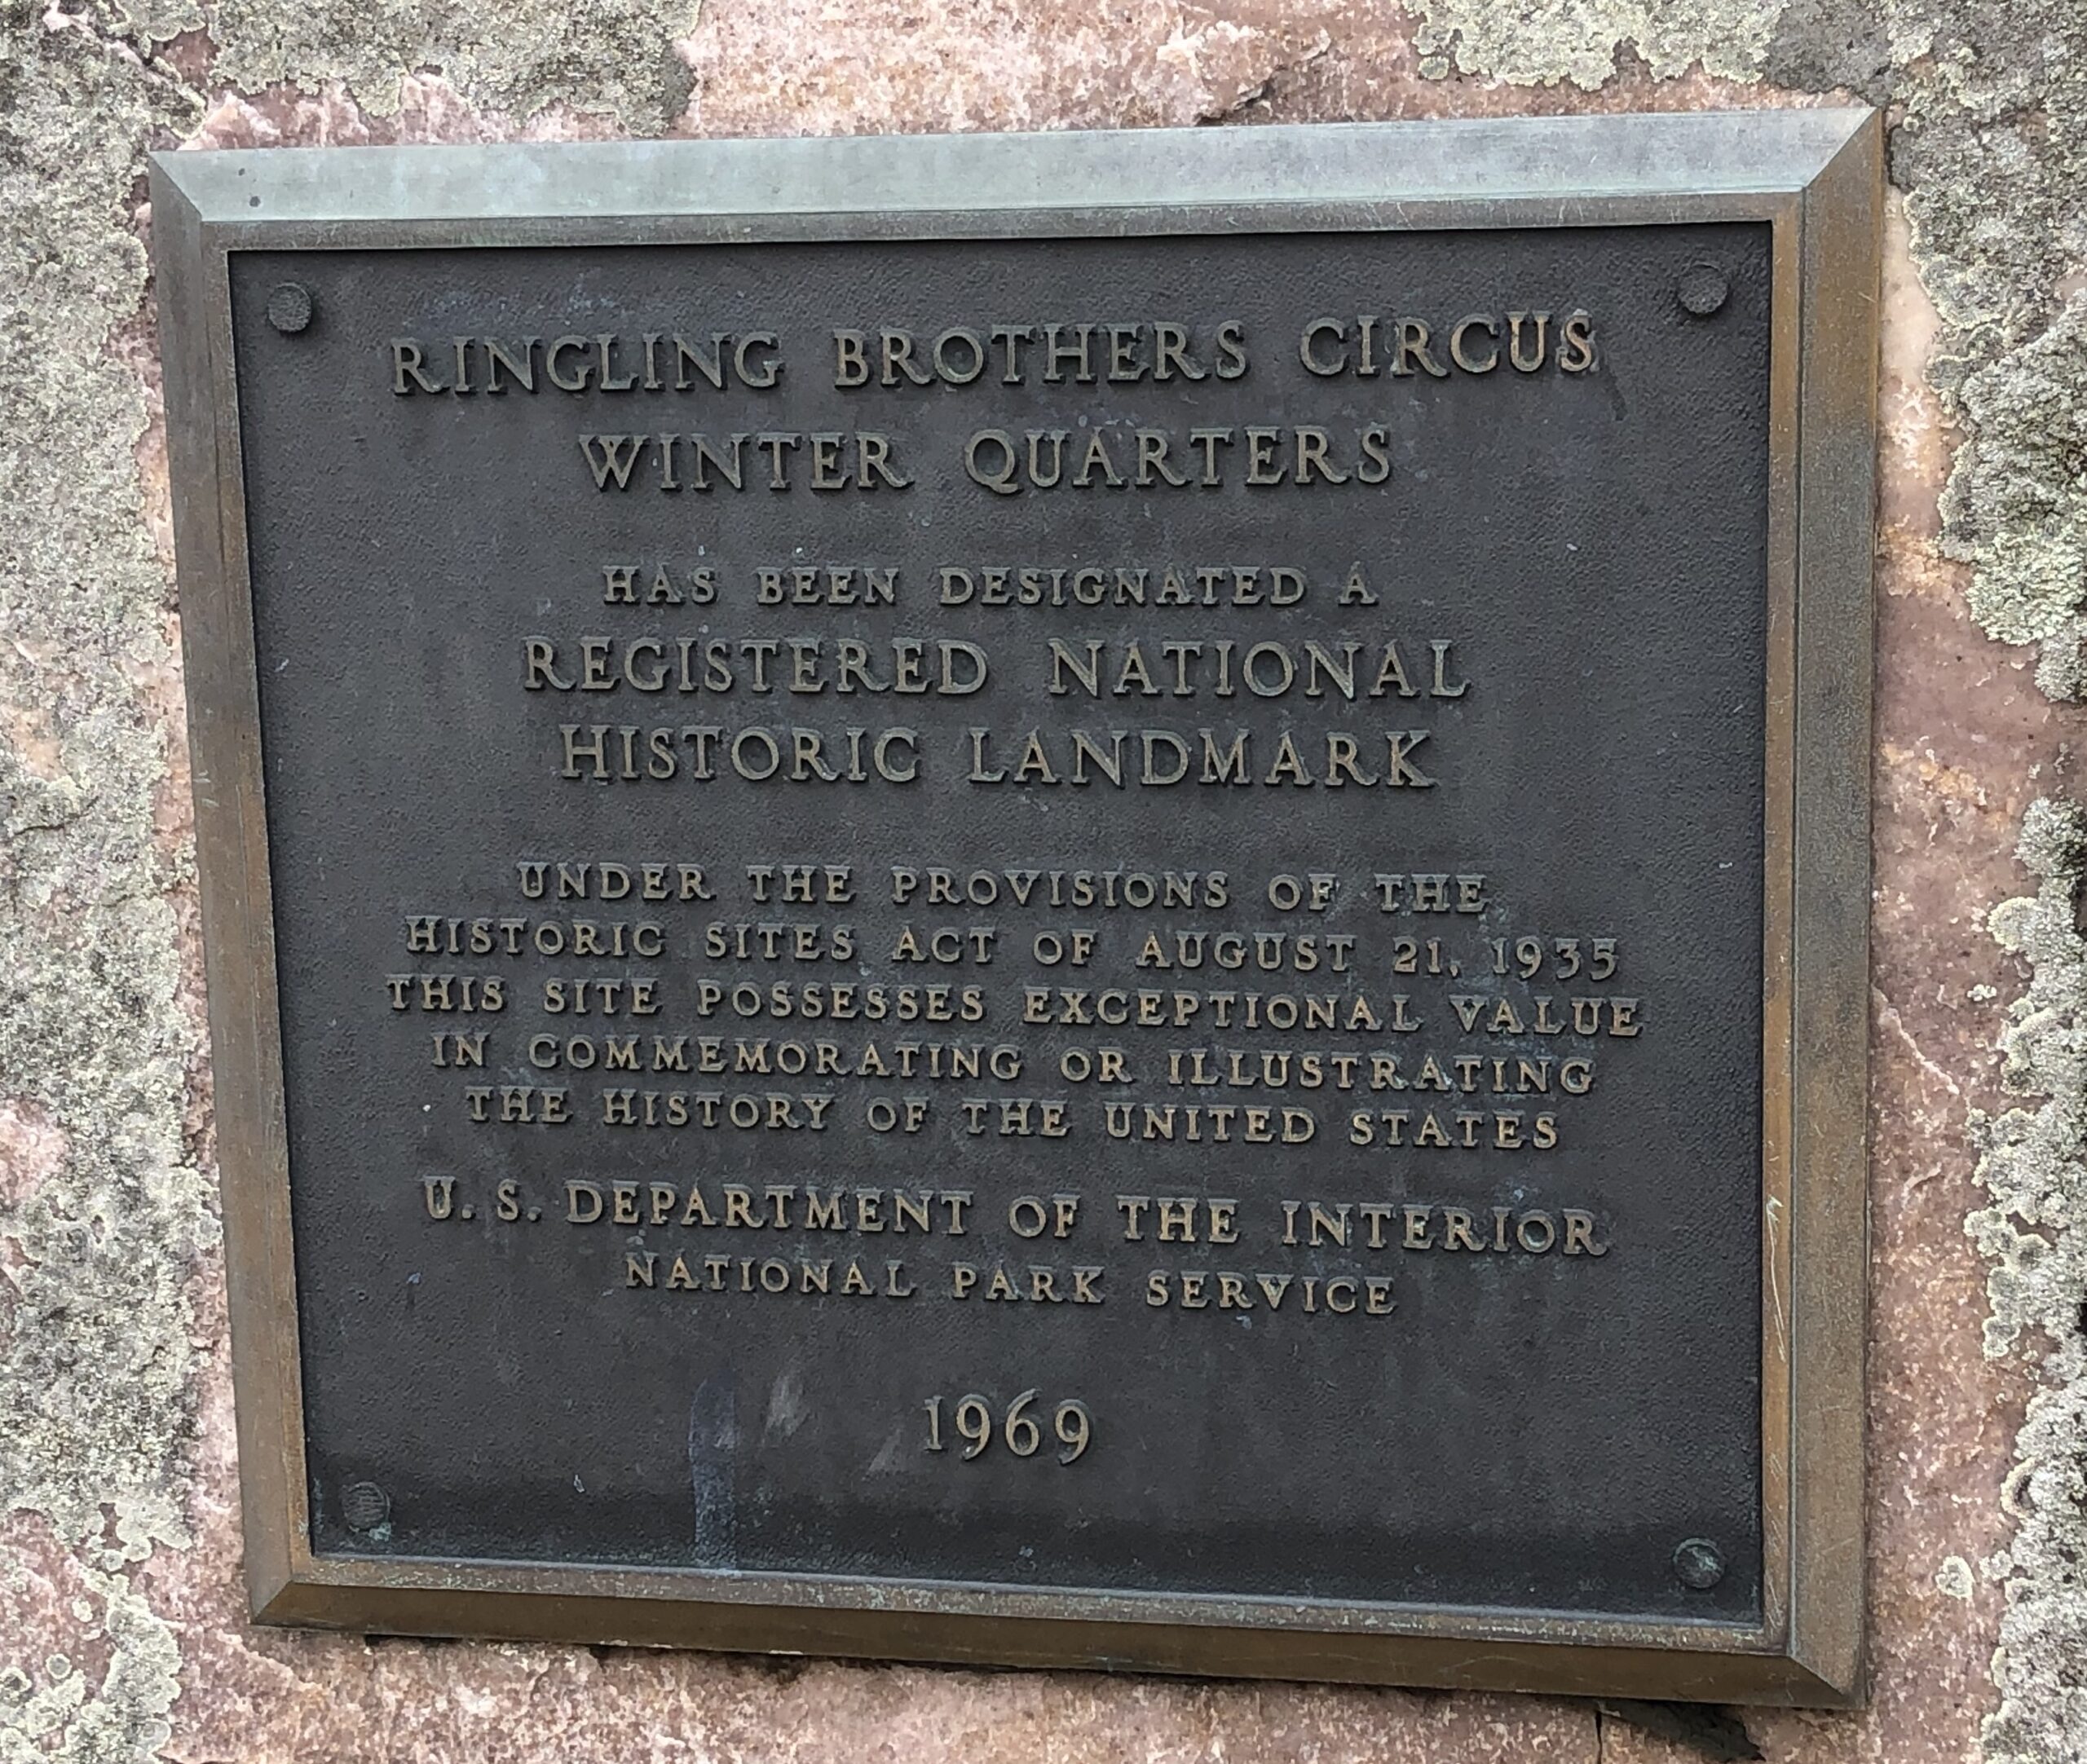 RINGLING BROTHERS CIRCUS
WINTER QUARTERS
HAS BEEN DESIGNATED A
REGISTERED NATIONAL
HISTORIC LANDMARK
UNDER THE PROVISIONS OF THE
HISTORIC SITES ACT OF AUGUST 21, 1935
THIS SITE POSSESSES EXCEPTIONAL VALUE
IN COMMEMORATING OR ILLUSTRATING
THE HISTORY OF THE UNITED STATES
U. S. DEPARTMENT OF THE INTERIOR
NATIONAL PARK SERVICE
1969